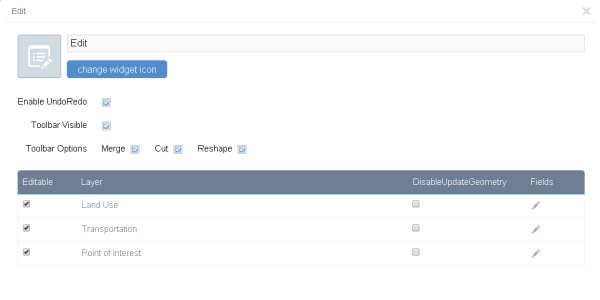 Edit
Edit
change widget icon
Enable UndoRedo
Toolbar Visible
Toolbar Options Merge Cut Reshape
Editable Layer DisableUpdateGeometry Fields
Land Use
Transportation
Point of Interest